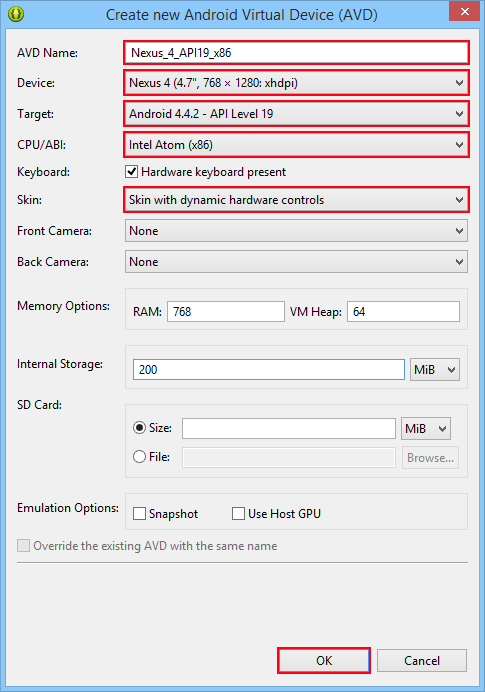 Create new Android Virtual Device (AVD)
AVD Name: Nexus_4_API19_x86
Device: Nexus 4 (4.7", 768 × 1280: xhdpi)
Target: Android 4.4.2 - API Level 19
CPU/ABI: Intel Atom (x86)
Keyboard: Hardware keyboard present
Skin: Skin with dynamic hardware controls
Front Camera: None
Back Camera: None
Memory Options: RAM: 768 VM Heap: 64
Internal Storage: 200 MiB
SD Card:
Size: MiB
File: Browse...
Emulation Options: Snapshot Use Host GPU
Override the existing AVD with the same name
OK Cancel